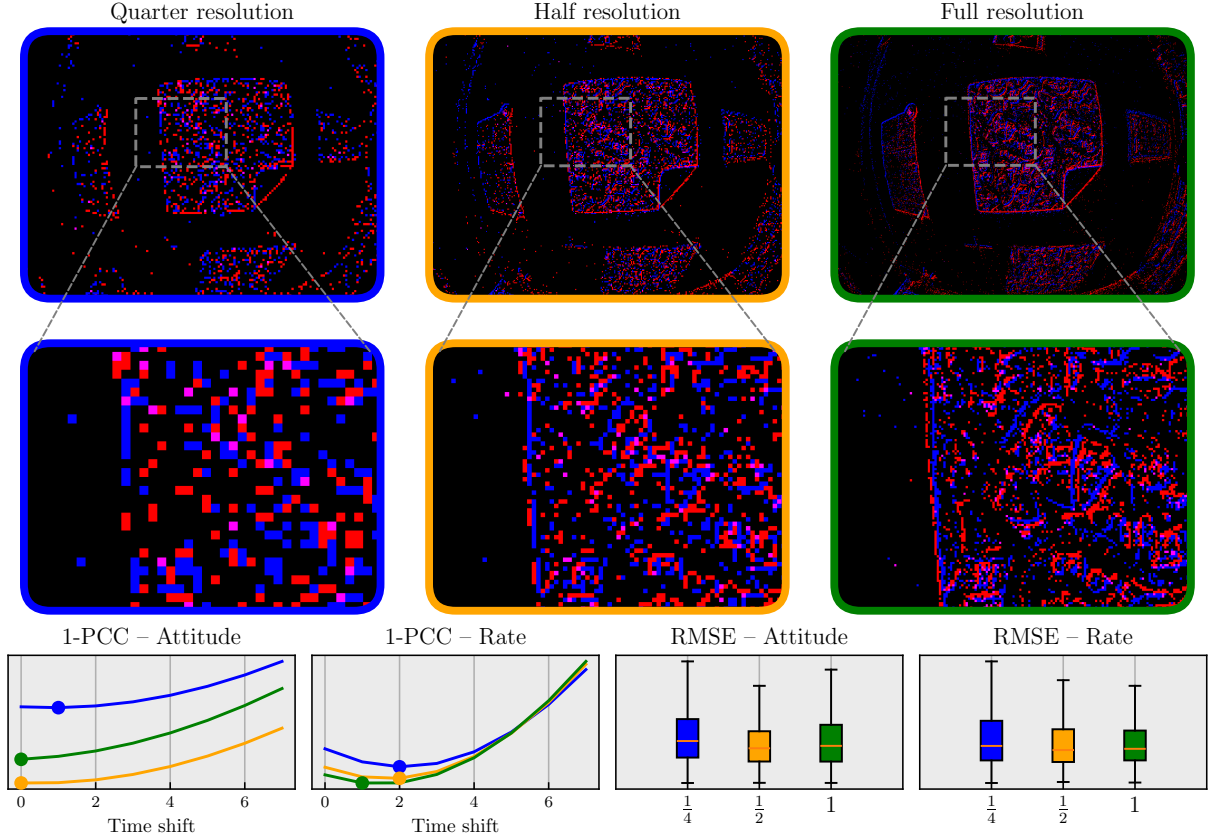 Quarter resolution
Half resolution
Full resolution
1-PCC – Attitude
1-PCC – Rate
RMSE – Attitude
RMSE – Rate
0 2 4 6
Time shift
0 2 4 6
Time shift
1/4 1/2 1
1/4 1/2 1